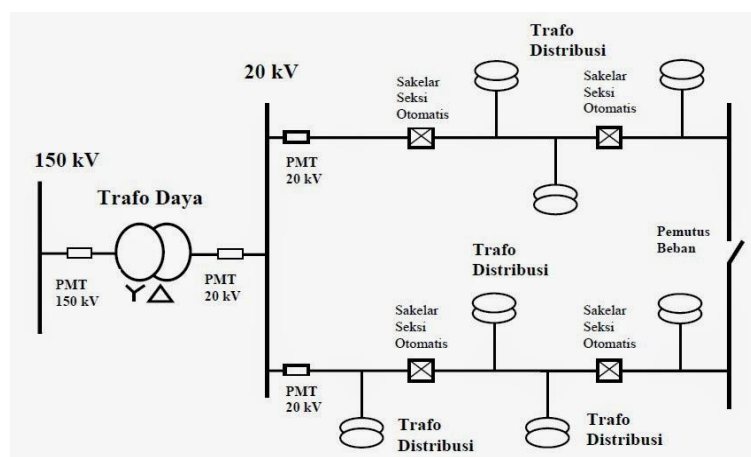 Trafo
Distribusi
20 kV
Sakelar
Seksi
Otomatis
Sakelar
Seksi
Otomatis
150 kV
PMT
20 kV
Trafo Daya
Pemutus
Beban
Trafo
Distribusi
PMT
150 kV
PMT
20 kV
Sakelar
Seksi
Otomatis
Sakelar
Seksi
Otomatis
PMT
20 kV
Trafo
Distribusi
Trafo
Distribusi